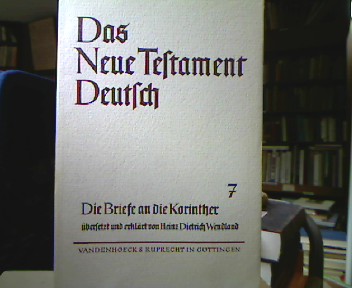 Das
Neue Teſtament
Deutſch
7
Die Briefe an die Korinther
überſetzt und erklärt von Heinz Dietrich Wendland
VANDENHOECK & RUPRECHT IN GÖTTINGEN